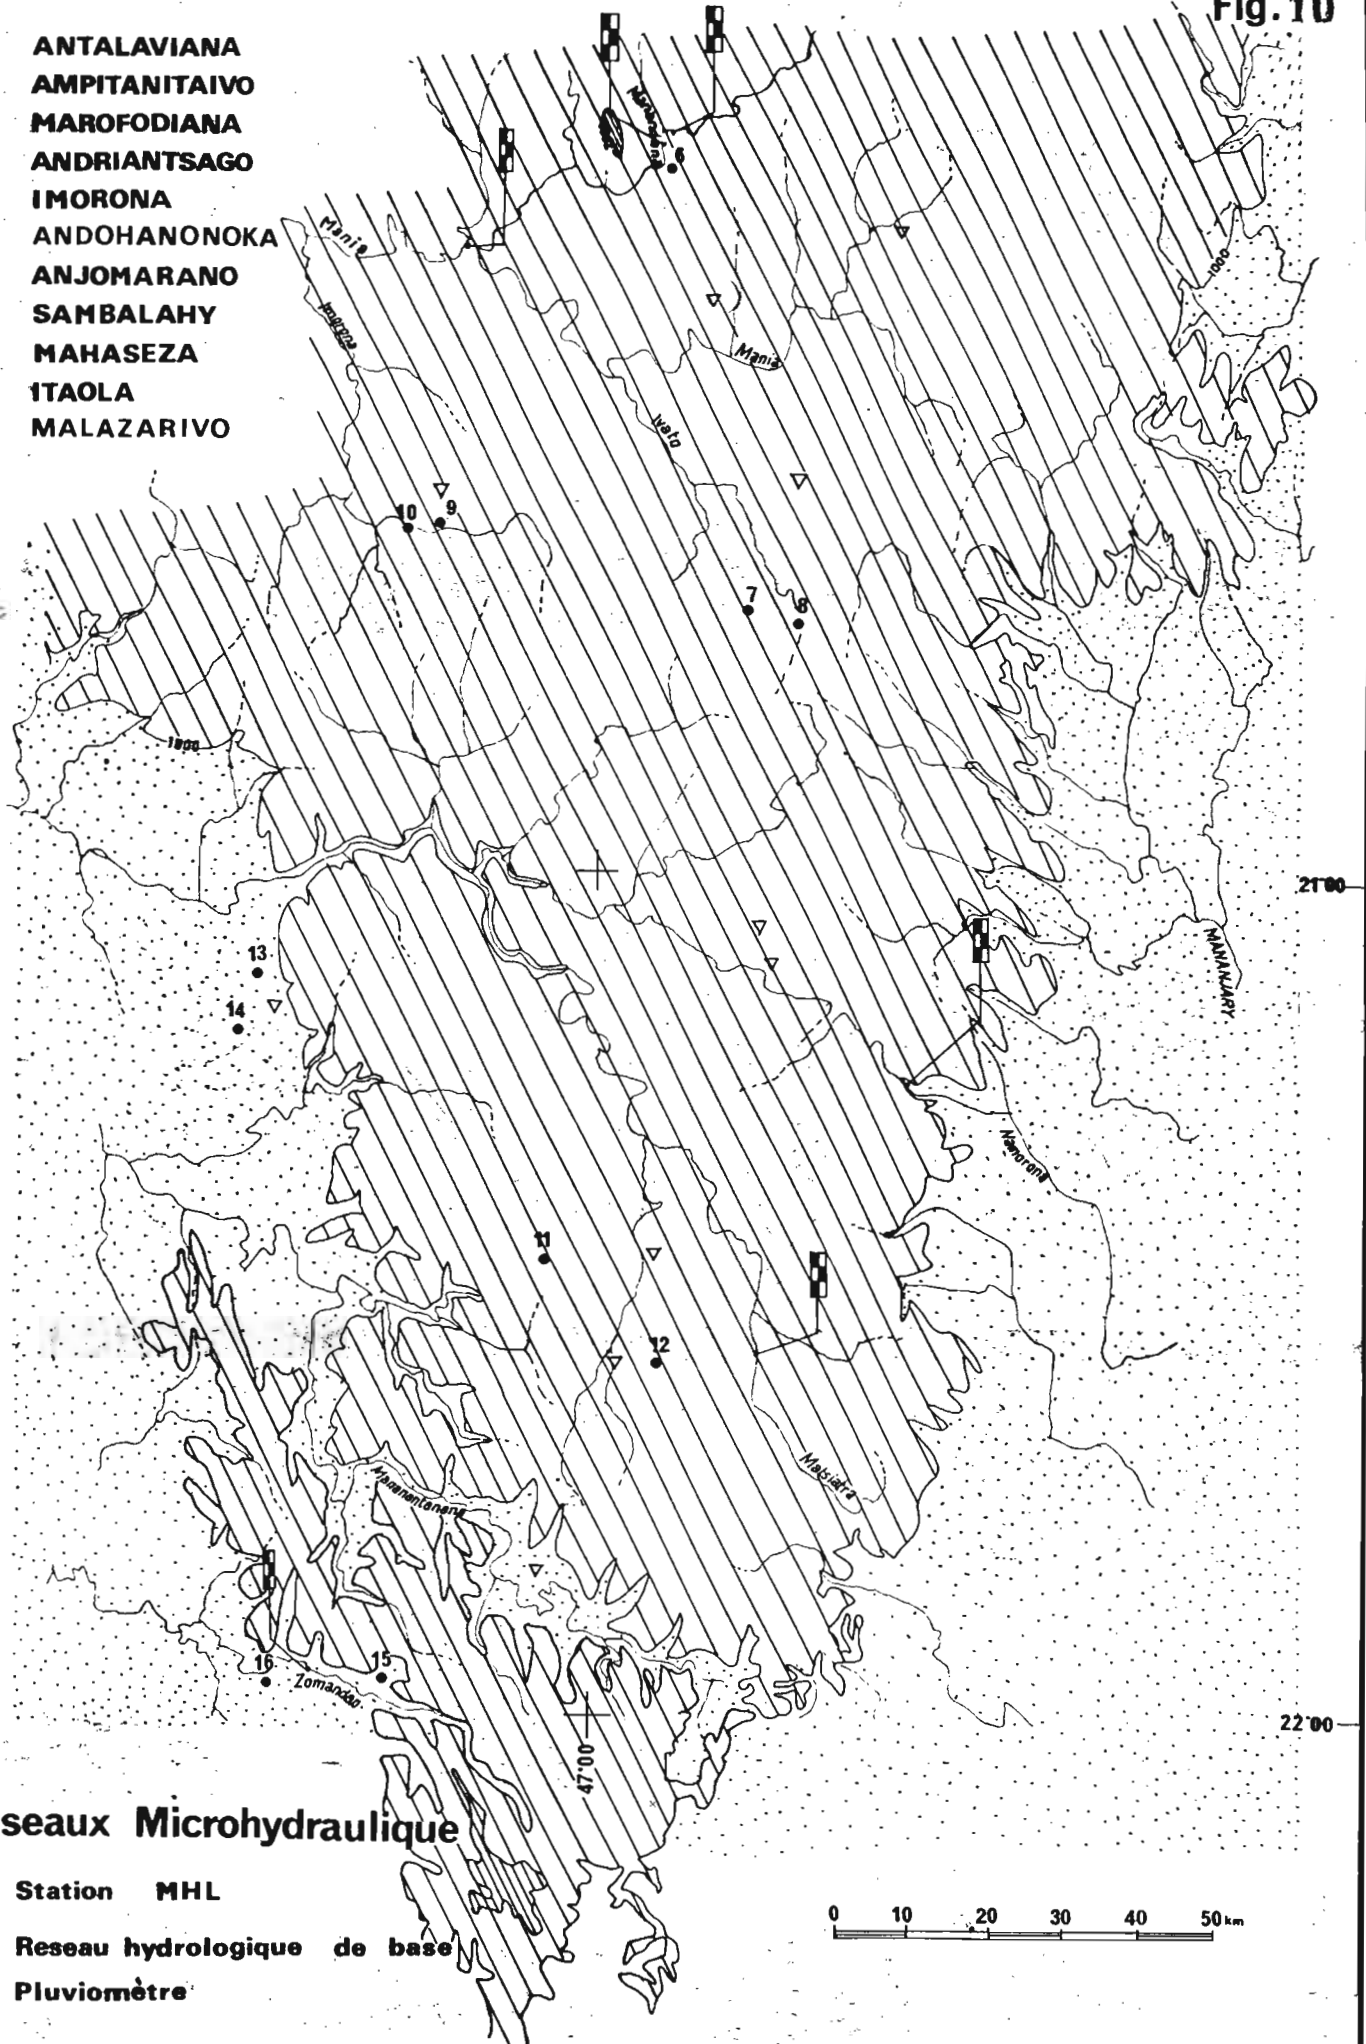 Fig.10
ANTALAVIANA
AMPITANITAIVO
MAROFODIANA
ANDRIANTSAGO
IMORONA
ANDOHANONOKA
ANJOMARANO
SAMBALAHY
MAHASEZA
ITAOLA
MALAZARIVO
Manandona
6
Mania
1000
Imorona
Mania
Ivato
10
9
7
8
1000
21°00
13
14
MANANJARY
Namorona
11
12
Matsiatra
Mananantanana
16
15
Zomandao
22°00
47°00
seaux Microhydraulique
Station MHL
Reseau hydrologique de base
Pluviomètre
0 10 20 30 40 50 km